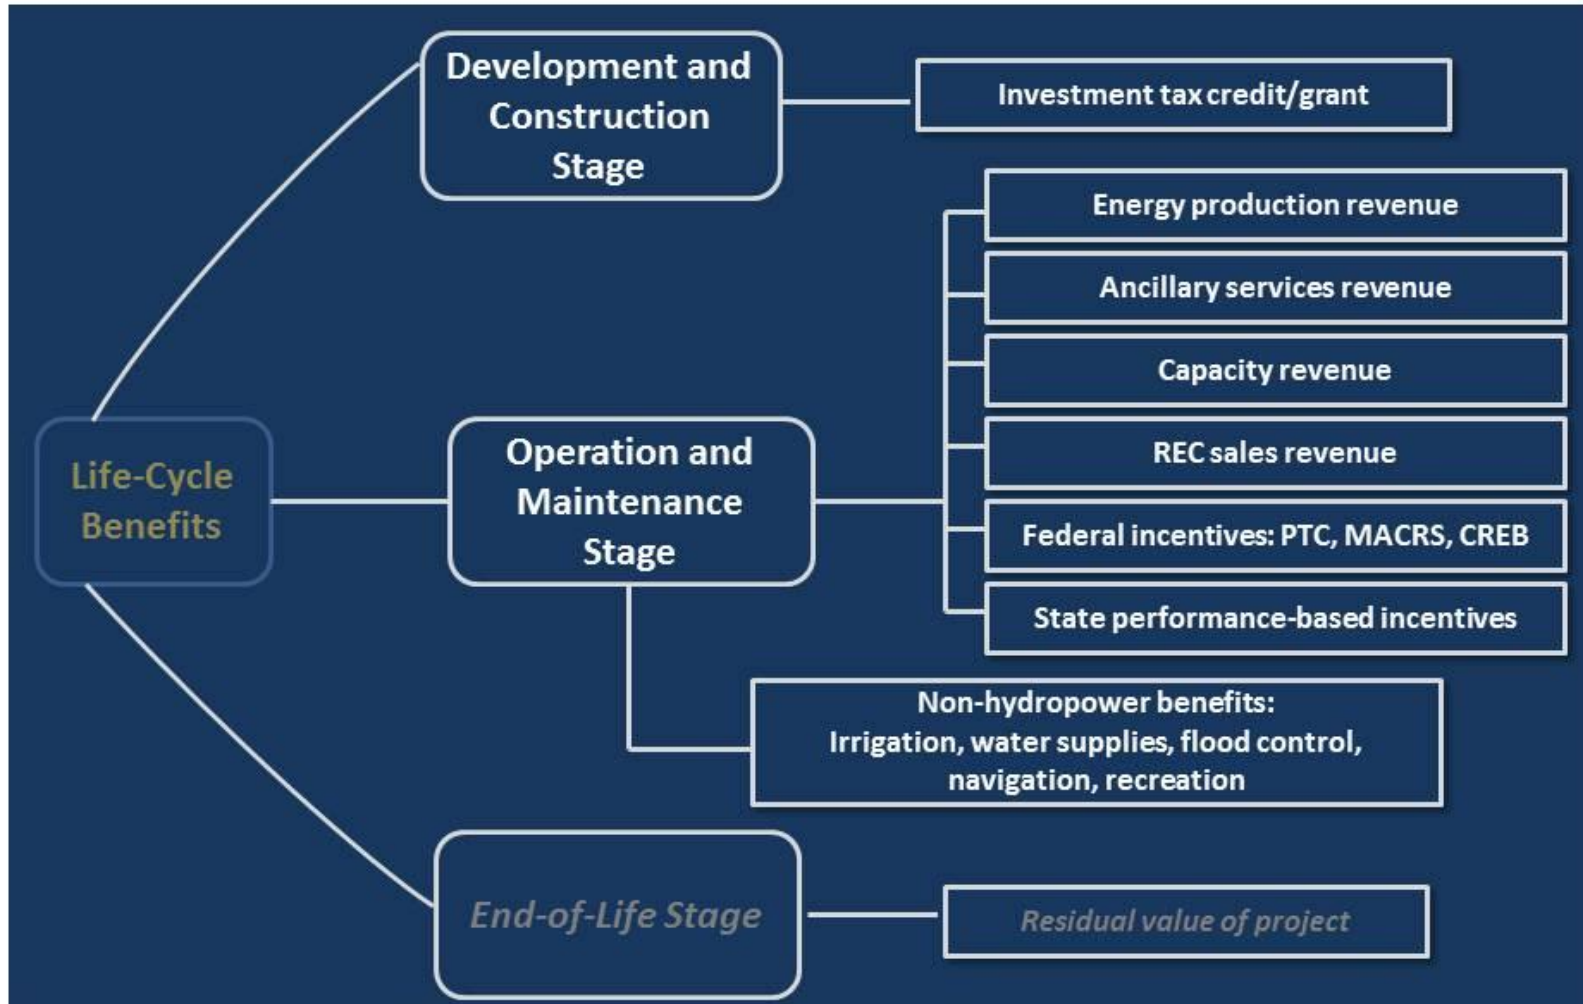 Development and
Construction
Stage
Investment tax credit/grant
Energy production revenue
Ancillary services revenue
Capacity revenue
REC sales revenue
Federal incentives: PTC, MACRS, CREB
State performance-based incentives
Life-Cycle
Benefits
Operation and
Maintenance
Stage
Non-hydropower benefits:
Irrigation, water supplies, flood control,
navigation, recreation
End-of-Life Stage
Residual value of project